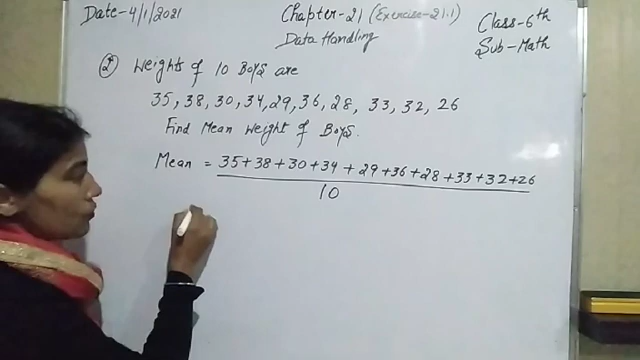 Date-4/1/2021
Chapter-21 (Exercise-21.1)
Class-6th
Data Handling
Sub-Math
2 Weights of 10 Boys are
35, 38, 30, 34, 29, 36, 28, 33, 32, 26
Find Mean Weight of Boys.
Mean = 35+38+30+34+29+36+28+33+32+26
10